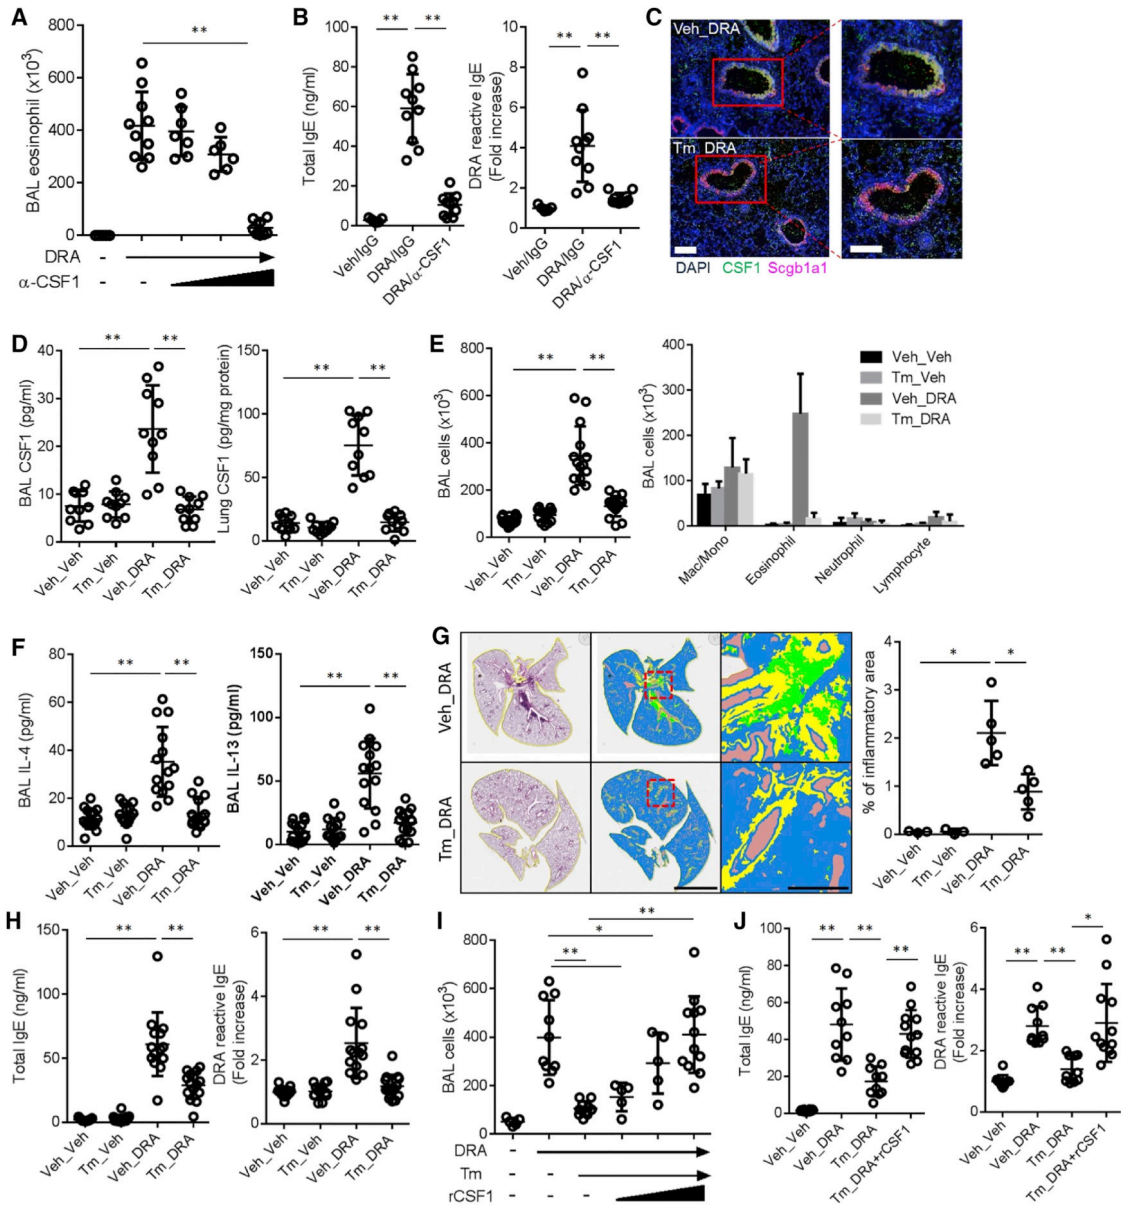 A
BAL eosinophil (x10³)
800
600
400
200
0
**
DRA
-
α-CSF1
-
-
B
Total IgE (ng/ml)
100
80
60
40
20
0
**
**
Veh/IgG
DRA/IgG
DRA/α-CSF1
DRA reactive IgE
(Fold increase)
10
8
6
4
2
0
**
**
Veh/IgG
DRA/IgG
DRA/α-CSF1
C
Veh_DRA
Tm_DRA
DAPI CSF1 Scgb1a1
D
BAL CSF1 (pg/ml)
40
30
20
10
0
**
**
Veh_Veh
Tm_Veh
Veh_DRA
Tm_DRA
Lung CSF1 (pg/mg protein)
150
100
50
0
**
**
Veh_Veh
Tm_Veh
Veh_DRA
Tm_DRA
E
BAL cells (x10³)
800
600
400
200
0
**
**
Veh_Veh
Tm_Veh
Veh_DRA
Tm_DRA
BAL cells (x10³)
400
300
200
100
0
Veh_Veh
Tm_Veh
Veh_DRA
Tm_DRA
Mac/Mono
Eosinophil
Neutrophil
Lymphocyte
F
BAL IL-4 (pg/ml)
80
60
40
20
0
**
**
Veh_Veh
Tm_Veh
Veh_DRA
Tm_DRA
BAL IL-13 (pg/ml)
150
100
50
0
**
**
Veh_Veh
Tm_Veh
Veh_DRA
Tm_DRA
G
Veh_DRA
Tm_DRA
% of inflammatory area
4
3
2
1
0
*
*
Veh_Veh
Tm_Veh
Veh_DRA
Tm_DRA
H
Total IgE (ng/ml)
150
100
50
0
**
**
Veh_Veh
Tm_Veh
Veh_DRA
Tm_DRA
DRA reactive IgE
(Fold increase)
6
4
2
0
**
**
Veh_Veh
Tm_Veh
Veh_DRA
Tm_DRA
I
BAL cells (x10³)
800
600
400
200
0
**
*
**
DRA
-
Tm
-
-
rCSF1
-
-
-
J
Total IgE (ng/ml)
100
80
60
40
20
0
**
**
**
Veh_Veh
Veh_DRA
Tm_DRA
Tm_DRA+rCSF1
DRA reactive IgE
(Fold increase)
6
4
2
0
**
**
*
Veh_Veh
Veh_DRA
Tm_DRA
Tm_DRA+rCSF1